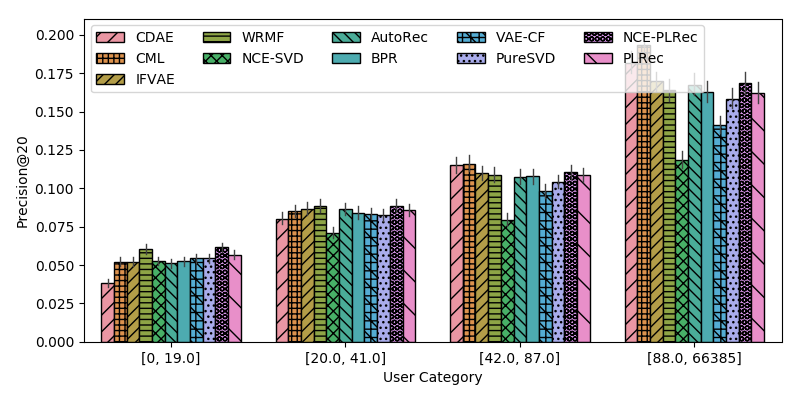 CDAE WRMF AutoRec VAE-CF NCE-PLRec
CML NCE-SVD BPR PureSVD PLRec
IFVAE
0.200
0.175
0.150
0.125
0.100
0.075
0.050
0.025
0.000
Precision@20
[0, 19.0] [20.0, 41.0] [42.0, 87.0] [88.0, 66385]
User Category